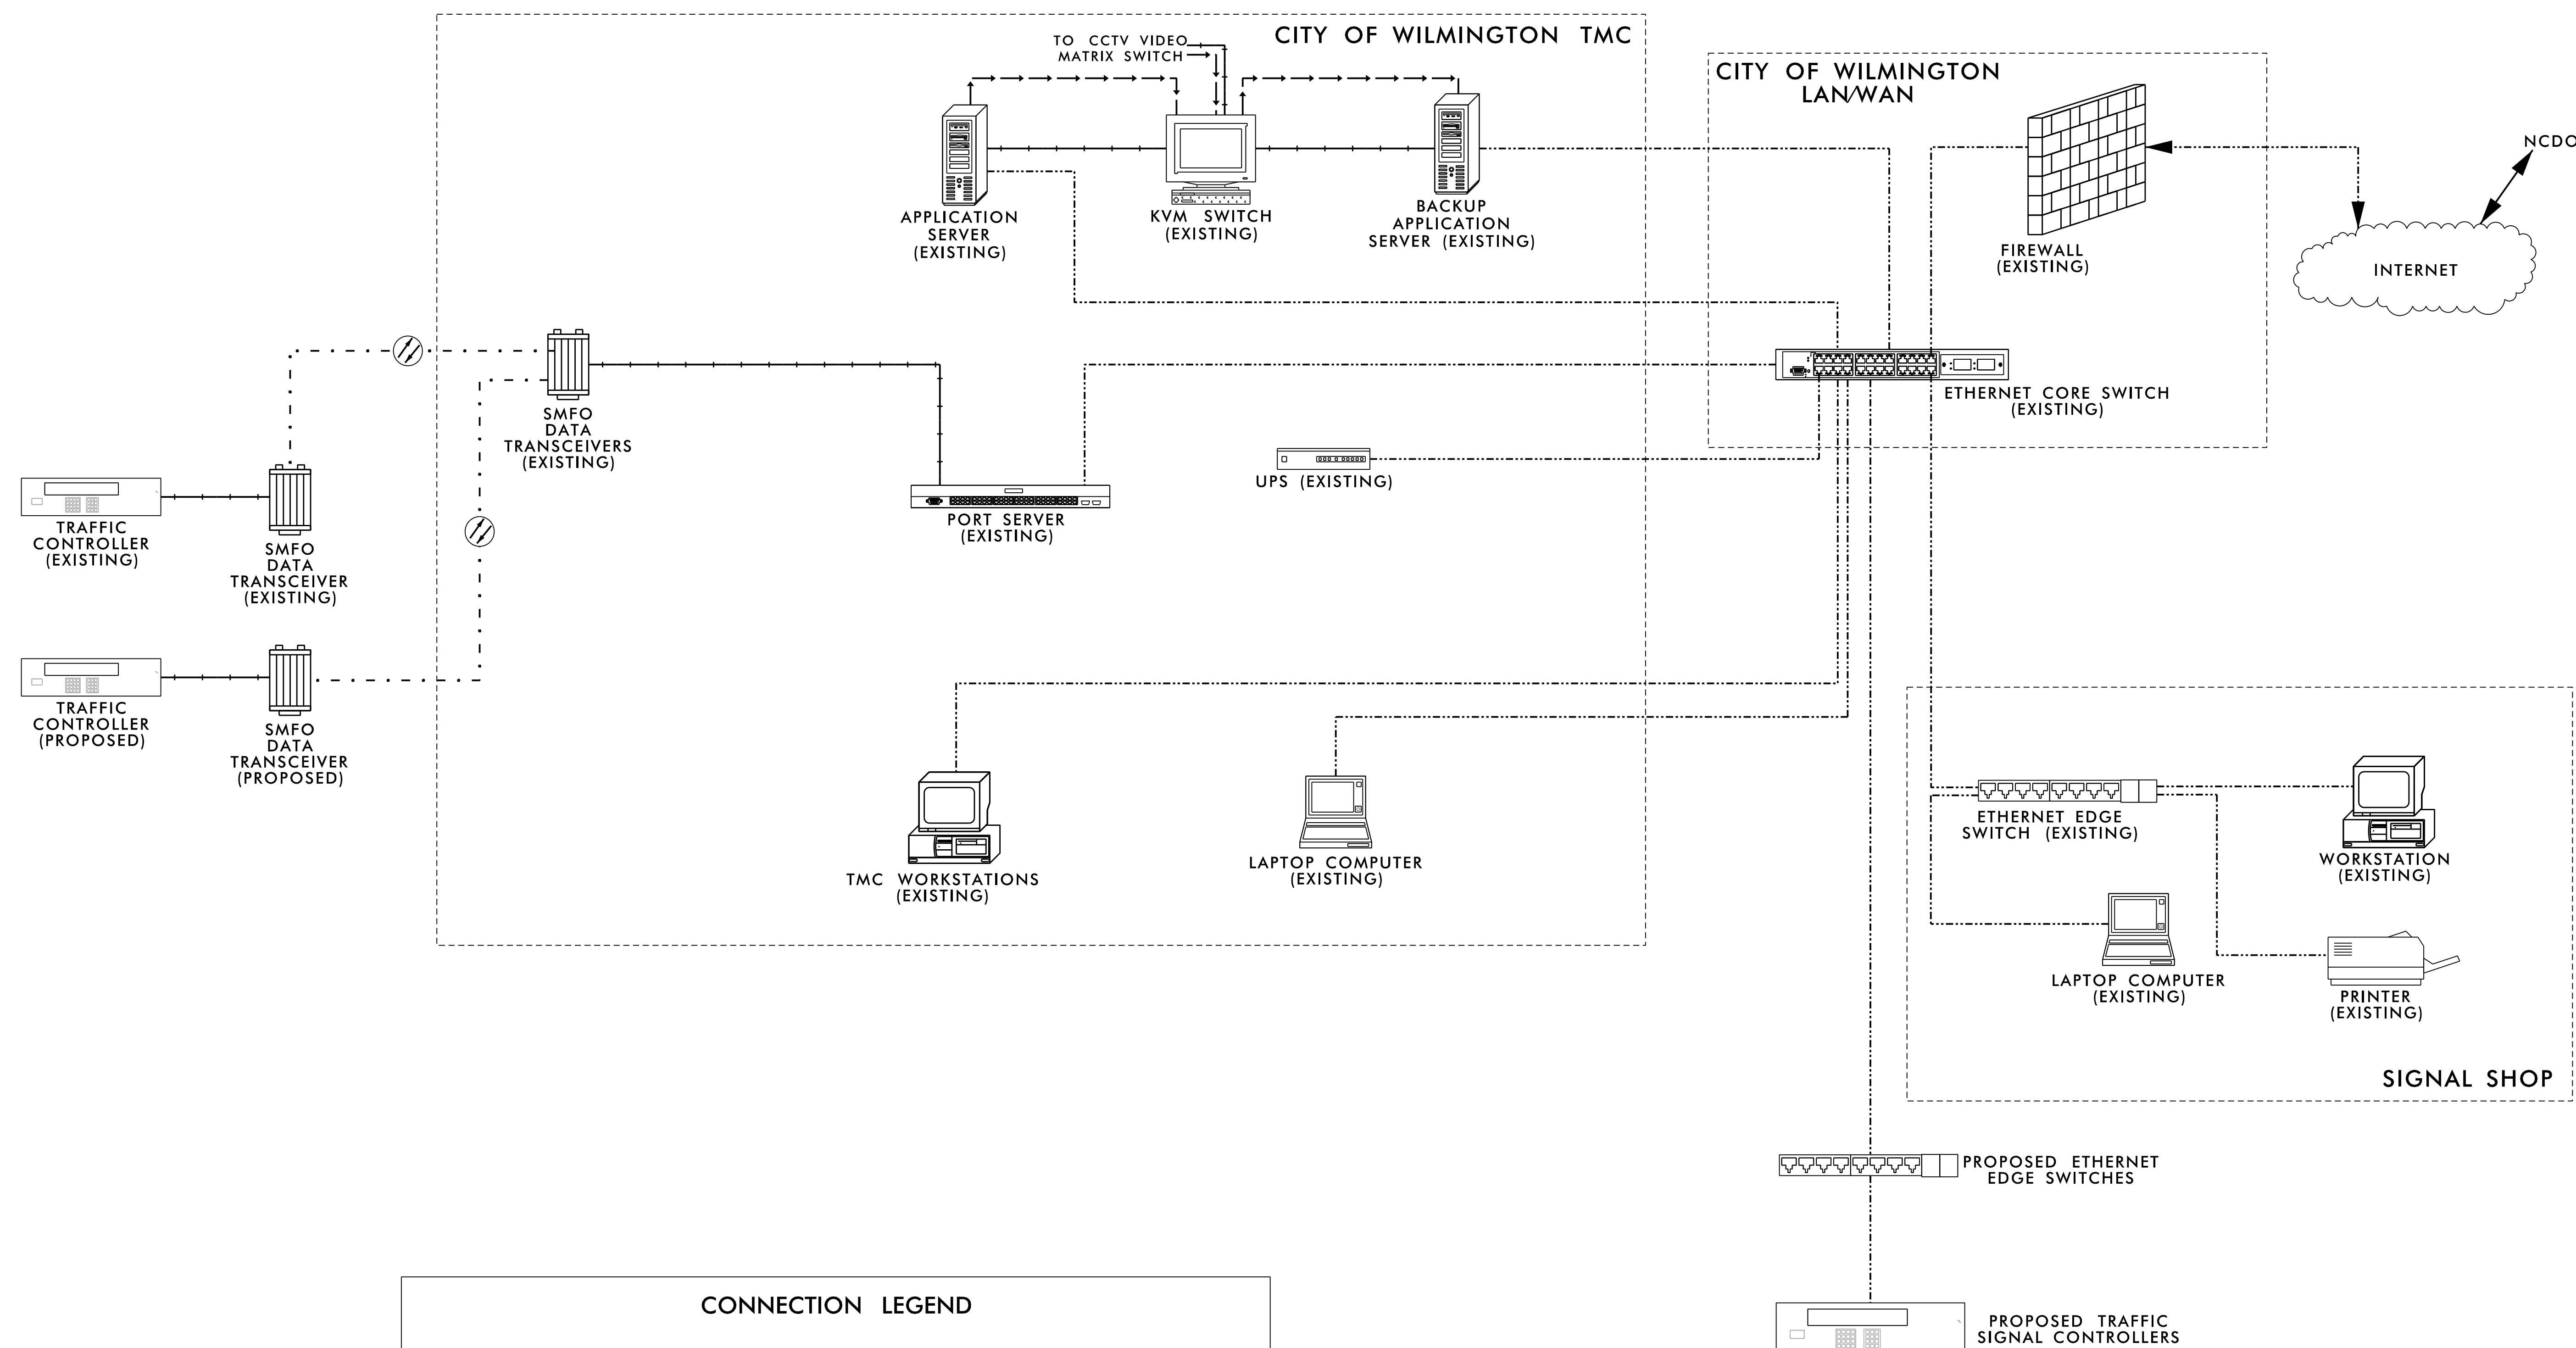 CITY OF WILMINGTON TMC
TO CCTV VIDEO
MATRIX SWITCH
APPLICATION
SERVER
(EXISTING)
KVM SWITCH
(EXISTING)
BACKUP
APPLICATION
SERVER (EXISTING)
CITY OF WILMINGTON
LAN/WAN
FIREWALL
(EXISTING)
NCDO
INTERNET
ETHERNET CORE SWITCH
(EXISTING)
SMFO
DATA
TRANSCEIVERS
(EXISTING)
UPS (EXISTING)
PORT SERVER
(EXISTING)
TRAFFIC
CONTROLLER
(EXISTING)
SMFO
DATA
TRANSCEIVER
(EXISTING)
TRAFFIC
CONTROLLER
(PROPOSED)
SMFO
DATA
TRANSCEIVER
(PROPOSED)
TMC WORKSTATIONS
(EXISTING)
LAPTOP COMPUTER
(EXISTING)
ETHERNET EDGE
SWITCH (EXISTING)
WORKSTATION
(EXISTING)
LAPTOP COMPUTER
(EXISTING)
PRINTER
(EXISTING)
SIGNAL SHOP
PROPOSED ETHERNET
EDGE SWITCHES
CONNECTION LEGEND
PROPOSED TRAFFIC
SIGNAL CONTROLLERS